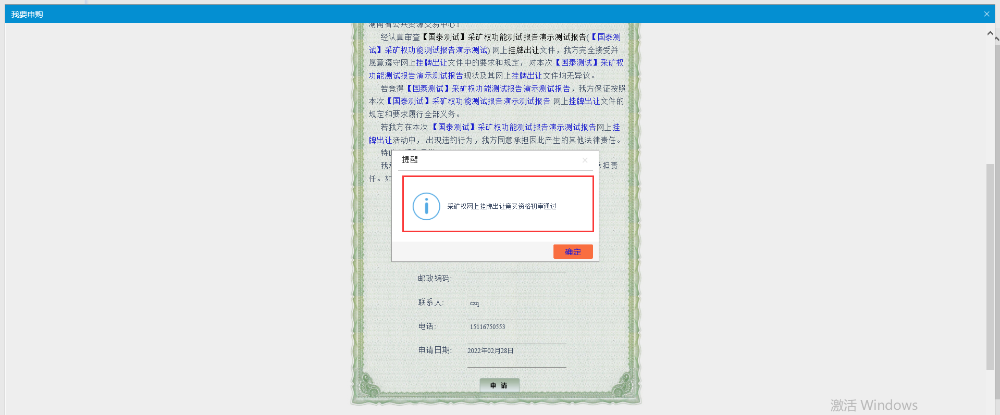 我要申购
湖南省公共资源交易中心：
经认真审查【国泰测试】采矿权功能测试报告演示测试报告(【国泰测
试】采矿权功能测试报告演示测试) 网上挂牌出让文件，我方完全接受并
愿意遵守网上挂牌出让文件中的要求和规定， 对本次【国泰测试】采矿权
功能测试报告演示测试报告现状及其网上挂牌出让文件均无异议。
若竞得【国泰测试】采矿权功能测试报告演示测试报告，我方保证按照
本次【国泰测试】采矿权功能测试报告演示测试报告 网上挂牌出让文件的
规定和要求履行全部义务。
若我方在本次 【国泰测试】采矿权功能测试报告演示测试报告网上挂
牌出让活动中， 出现违约行为，我方同意承担因此产生的其他法律责任。
特此
我
承担责
任。如
提醒
采矿权网上挂牌出让竞买资格初审通过
确定
邮政编码:
联系人: czq
电话: 15116750553
申请日期: 2022年02月28日
申 请
激活 Windows